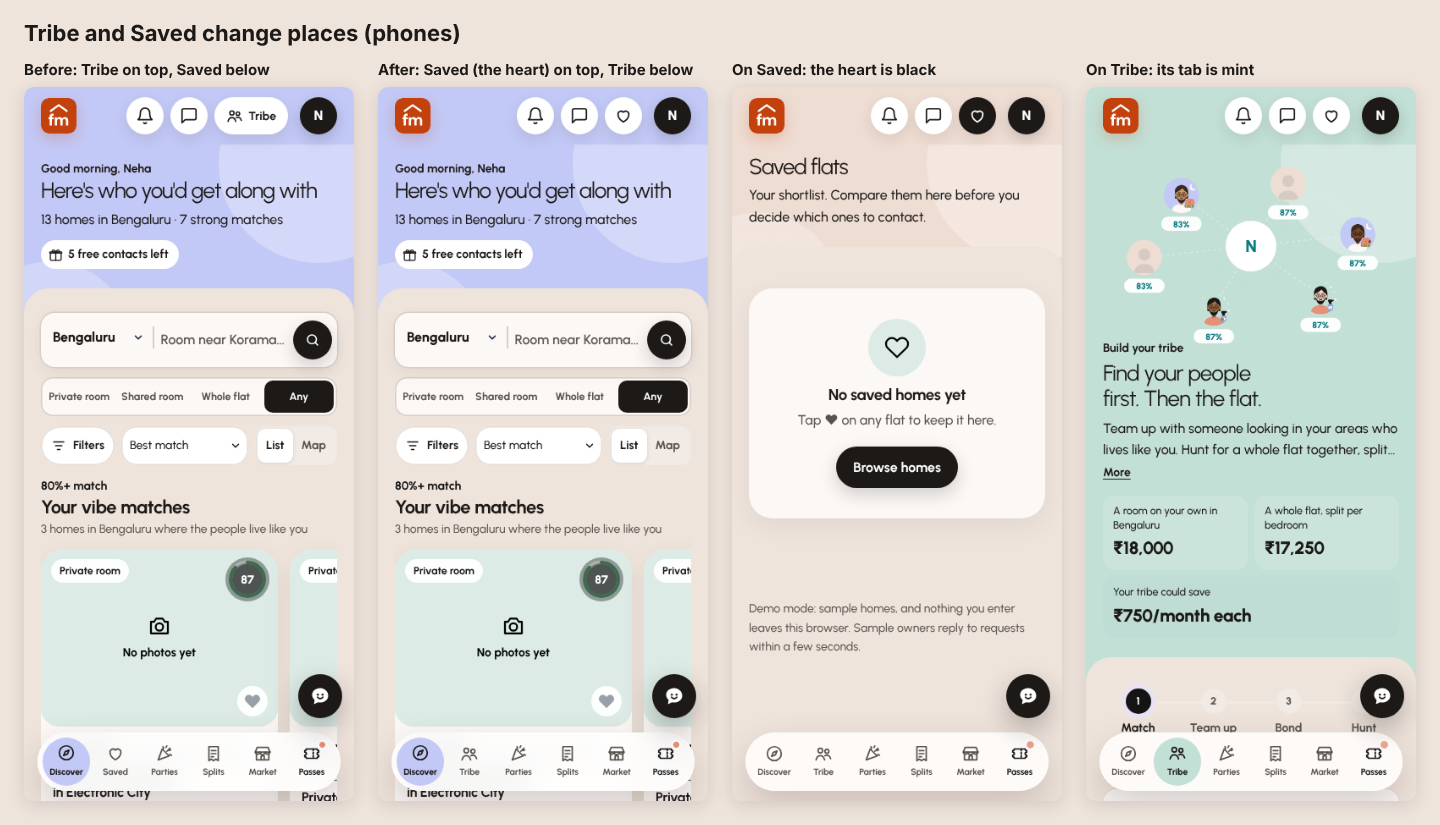 Tribe and Saved change places (phones)
Before: Tribe on top, Saved below
fm
Tribe
N
Good morning, Neha
Here's who you'd get along with
13 homes in Bengaluru · 7 strong matches
5 free contacts left
Bengaluru
Room near Korama...
Private room
Shared room
Whole flat
Any
Filters
Best match
List
Map
80%+ match
Your vibe matches
3 homes in Bengaluru where the people live like you
Private room
87
Privat
No photos yet
Discover
Saved
Parties
Splits
Market
Passes
in Electronic City
Privat
After: Saved (the heart) on top, Tribe below
fm
N
Good morning, Neha
Here's who you'd get along with
13 homes in Bengaluru · 7 strong matches
5 free contacts left
Bengaluru
Room near Korama...
Private room
Shared room
Whole flat
Any
Filters
Best match
List
Map
80%+ match
Your vibe matches
3 homes in Bengaluru where the people live like you
Private room
87
Privat
No photos yet
Discover
Tribe
Parties
Splits
Market
Passes
in Electronic City
Privat
On Saved: the heart is black
fm
N
Saved flats
Your shortlist. Compare them here before you
decide which ones to contact.
No saved homes yet
Tap ♥ on any flat to keep it here.
Browse homes
Demo mode: sample homes, and nothing you enter
leaves this browser. Sample owners reply to requests
within a few seconds.
Discover
Tribe
Parties
Splits
Market
Passes
On Tribe: its tab is mint
fm
N
83%
87%
N
87%
83%
87%
87%
Build your tribe
Find your people
first. Then the flat.
Team up with someone looking in your areas who
lives like you. Hunt for a whole flat together, split...
More
A room on your own in
Bengaluru
₹18,000
A whole flat, split per
bedroom
₹17,250
Your tribe could save
₹750/month each
1
2
3
Match
Team up
Bond
Hunt
Discover
Tribe
Parties
Splits
Market
Passes